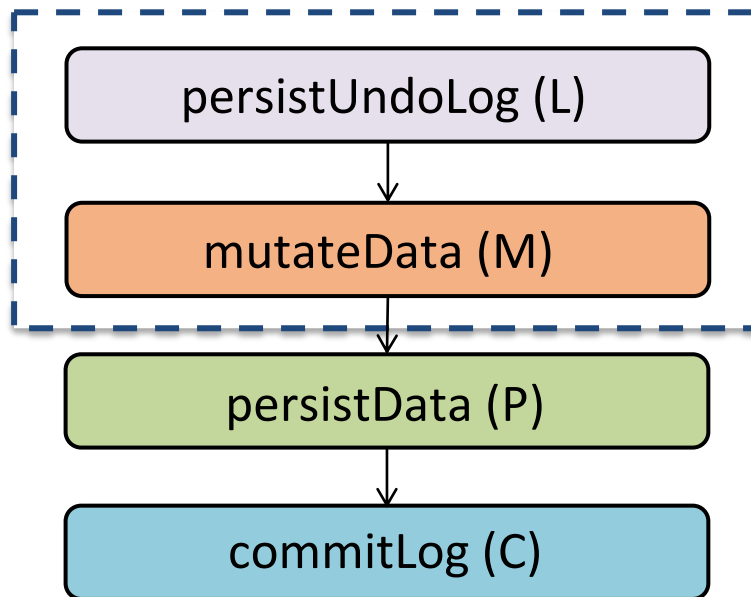 persistUndoLog (L)
mutateData (M)
persistData (P)
commitLog (C)